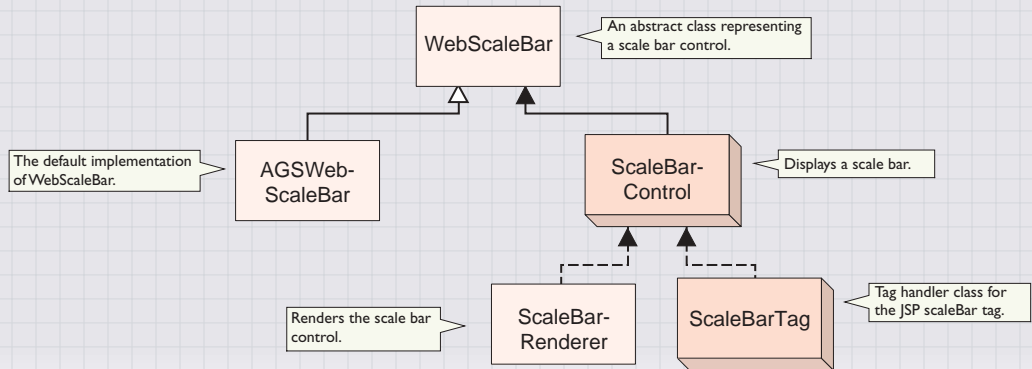 WebScaleBar
An abstract class representing
a scale bar control.
The default implementation
of WebScaleBar.
AGSWeb-
ScaleBar
ScaleBar-
Control
Displays a scale bar.
Renders the scale bar
control.
ScaleBar-
Renderer
ScaleBarTag
Tag handler class for
the JSP scaleBar tag.